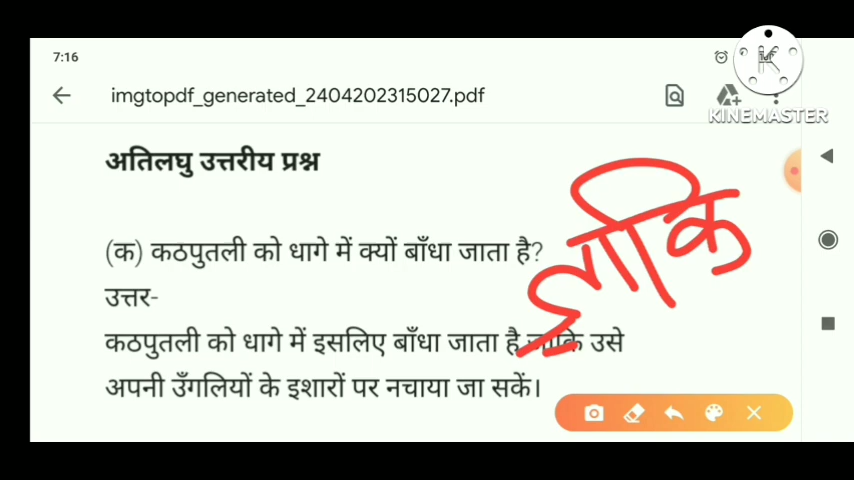 7:16
imgtopdf_generated_2404202315027.pdf
KINEMASTER
अतिलघु उत्तरीय प्रश्न
(क) कठपुतली को धागे में क्यों बाँधा जाता है?
उत्तर-
कठपुतली को धागे में इसलिए बाँधा जाता है ताकि उसे
अपनी उँगलियों के इशारों पर नचाया जा सकें।